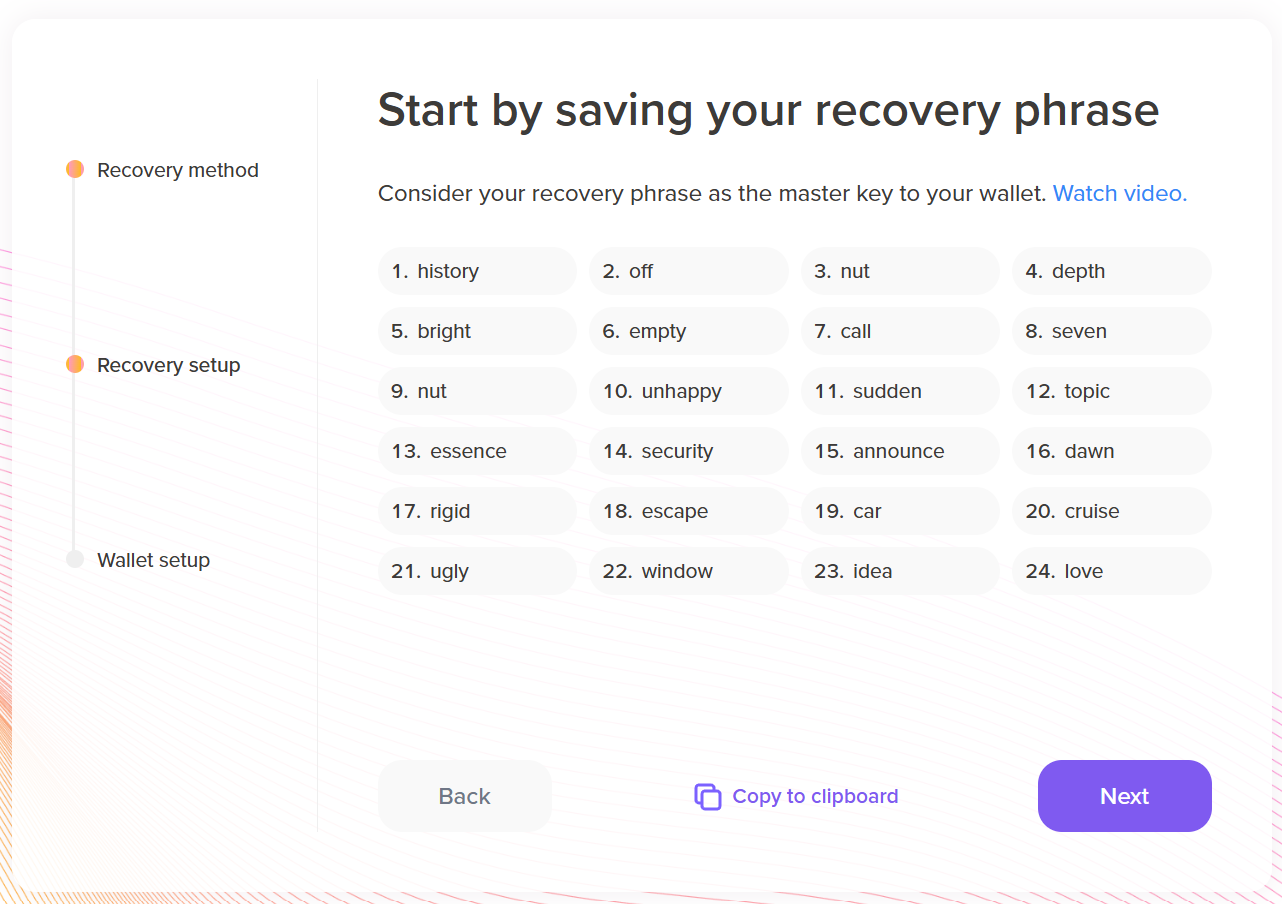 Start by saving your recovery phrase
Recovery method
Consider your recovery phrase as the master key to your wallet. Watch video.
1. history 2. off 3. nut 4. depth
5. bright 6. empty 7. call 8. seven
Recovery setup
9. nut 10. unhappy 11. sudden 12. topic
13. essence 14. security 15. announce 16. dawn
17. rigid 18. escape 19. car 20. cruise
Wallet setup
21. ugly 22. window 23. idea 24. love
Back Copy to clipboard Next